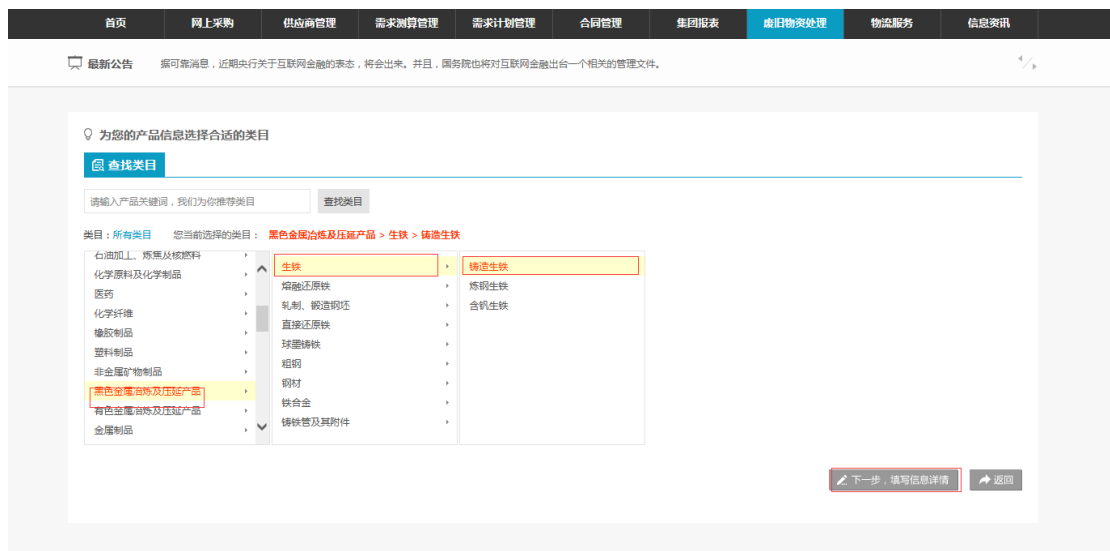 首页 网上采购 供应商管理 需求测算管理 需求计划管理 合同管理 集团报表 虚旧物资处理 物流服务 信息资讯
最新公告 据可靠消息，近期央行关于互联网金融的表态，将会出来。并且，国务院也将对互联网金融出台一个相关的管理文件。
为您的产品信息选择合适的类目
查找类目
请输入产品关键词，我们为你推荐类目 查找类目
类目：所有类目 您当前选择的类目： 黑色金属冶炼及压延产品 > 生铁 > 铸造生铁
石油加工、炼焦及核燃料
化学原料及化学制品
医药
化学纤维
橡胶制品
塑料制品
非金属矿物制品
黑色金属冶炼及压延产品
有色金属冶炼及压延产品
金属制品
生铁
熔融还原铁
轧制、锻造钢坯
直接还原铁
球墨铸铁
粗钢
钢材
铁合金
铸铁管及其附件
铸造生铁
炼钢生铁
含钒生铁
下一步，填写信息详情 返回